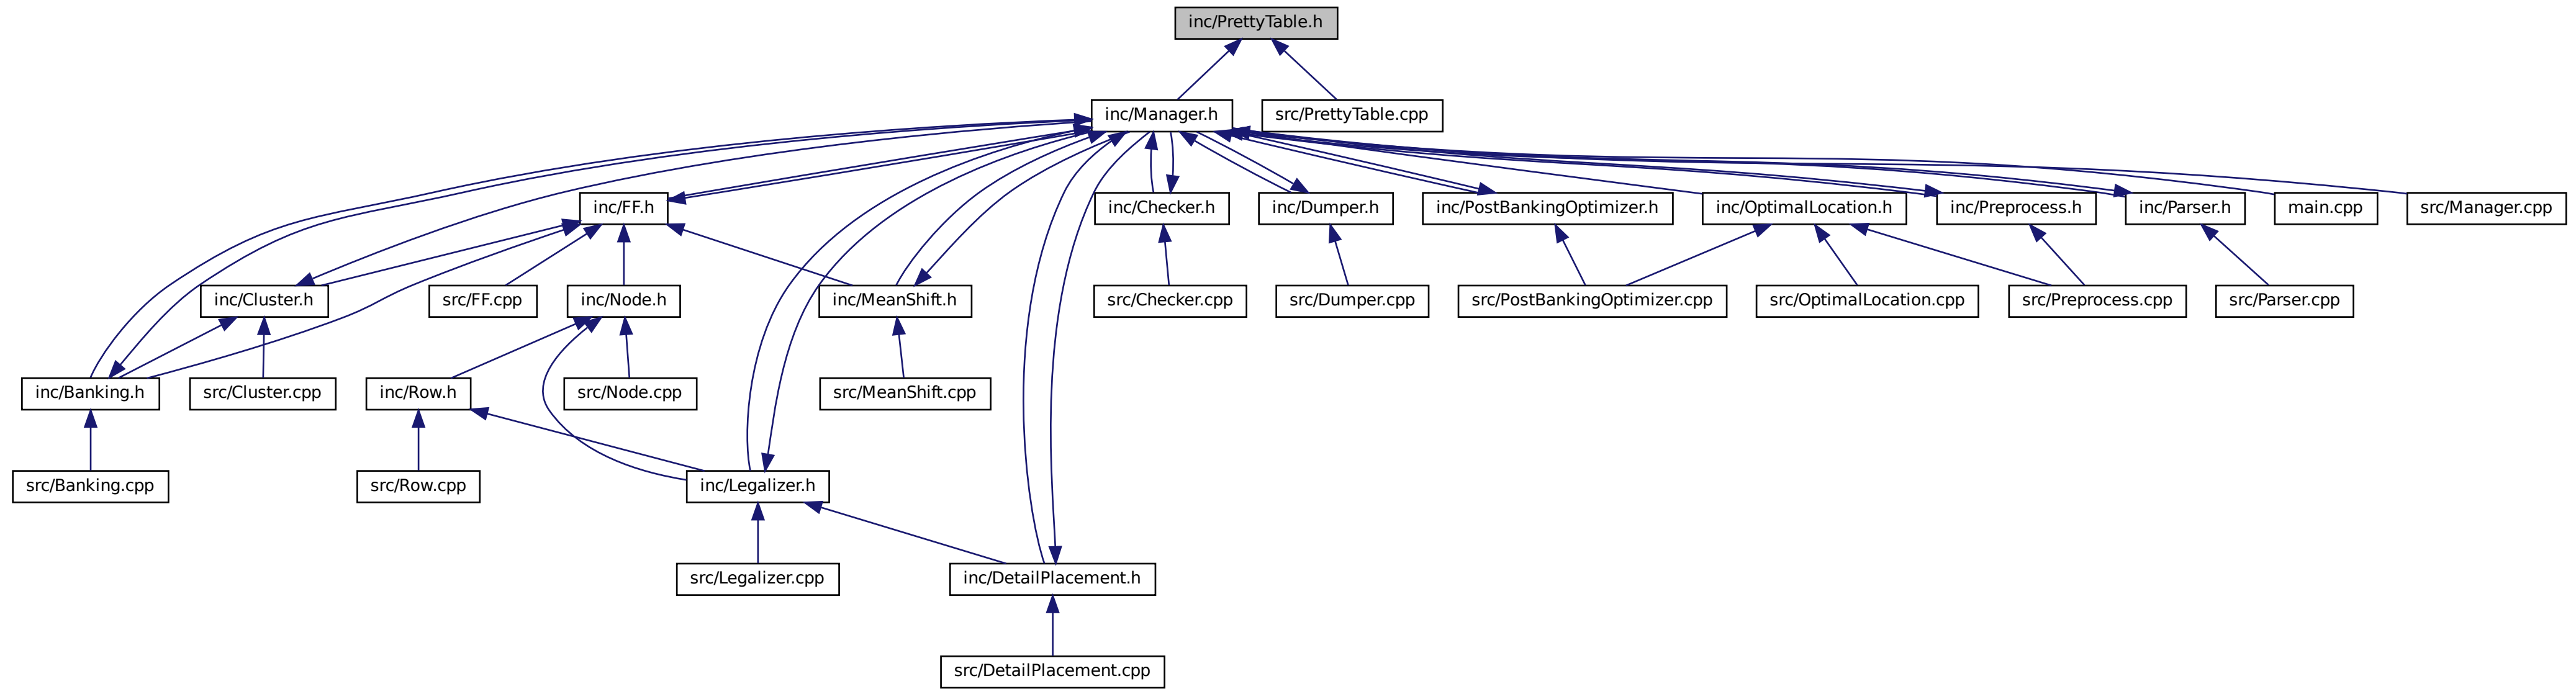 inc/PrettyTable.h
inc/Manager.h
src/PrettyTable.cpp
inc/FF.h
inc/Checker.h
inc/Dumper.h
inc/PostBankingOptimizer.h
inc/OptimalLocation.h
inc/Preprocess.h
inc/Parser.h
main.cpp
src/Manager.cpp
inc/Cluster.h
src/FF.cpp
inc/Node.h
inc/MeanShift.h
src/Checker.cpp
src/Dumper.cpp
src/PostBankingOptimizer.cpp
src/OptimalLocation.cpp
src/Preprocess.cpp
src/Parser.cpp
inc/Banking.h
src/Cluster.cpp
inc/Row.h
src/Node.cpp
src/MeanShift.cpp
src/Banking.cpp
src/Row.cpp
inc/Legalizer.h
src/Legalizer.cpp
inc/DetailPlacement.h
src/DetailPlacement.cpp